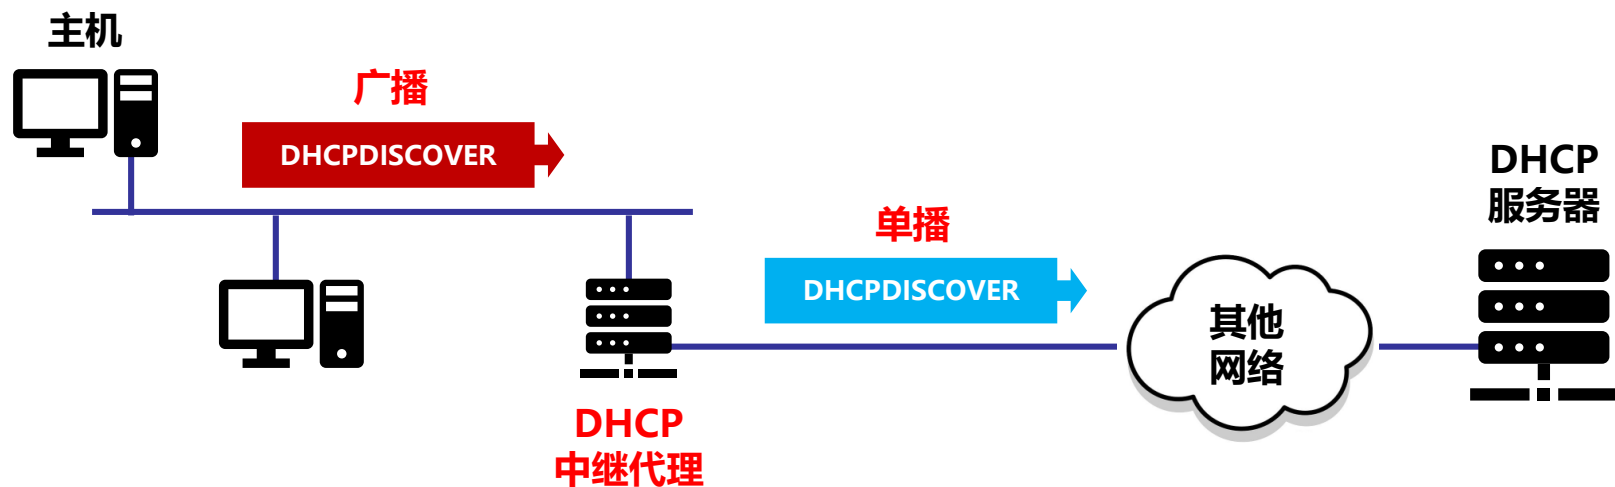 主机
广播
DHCPDISCOVER
单播
DHCPDISCOVER
DHCP
服务器
其他
网络
DHCP
中继代理